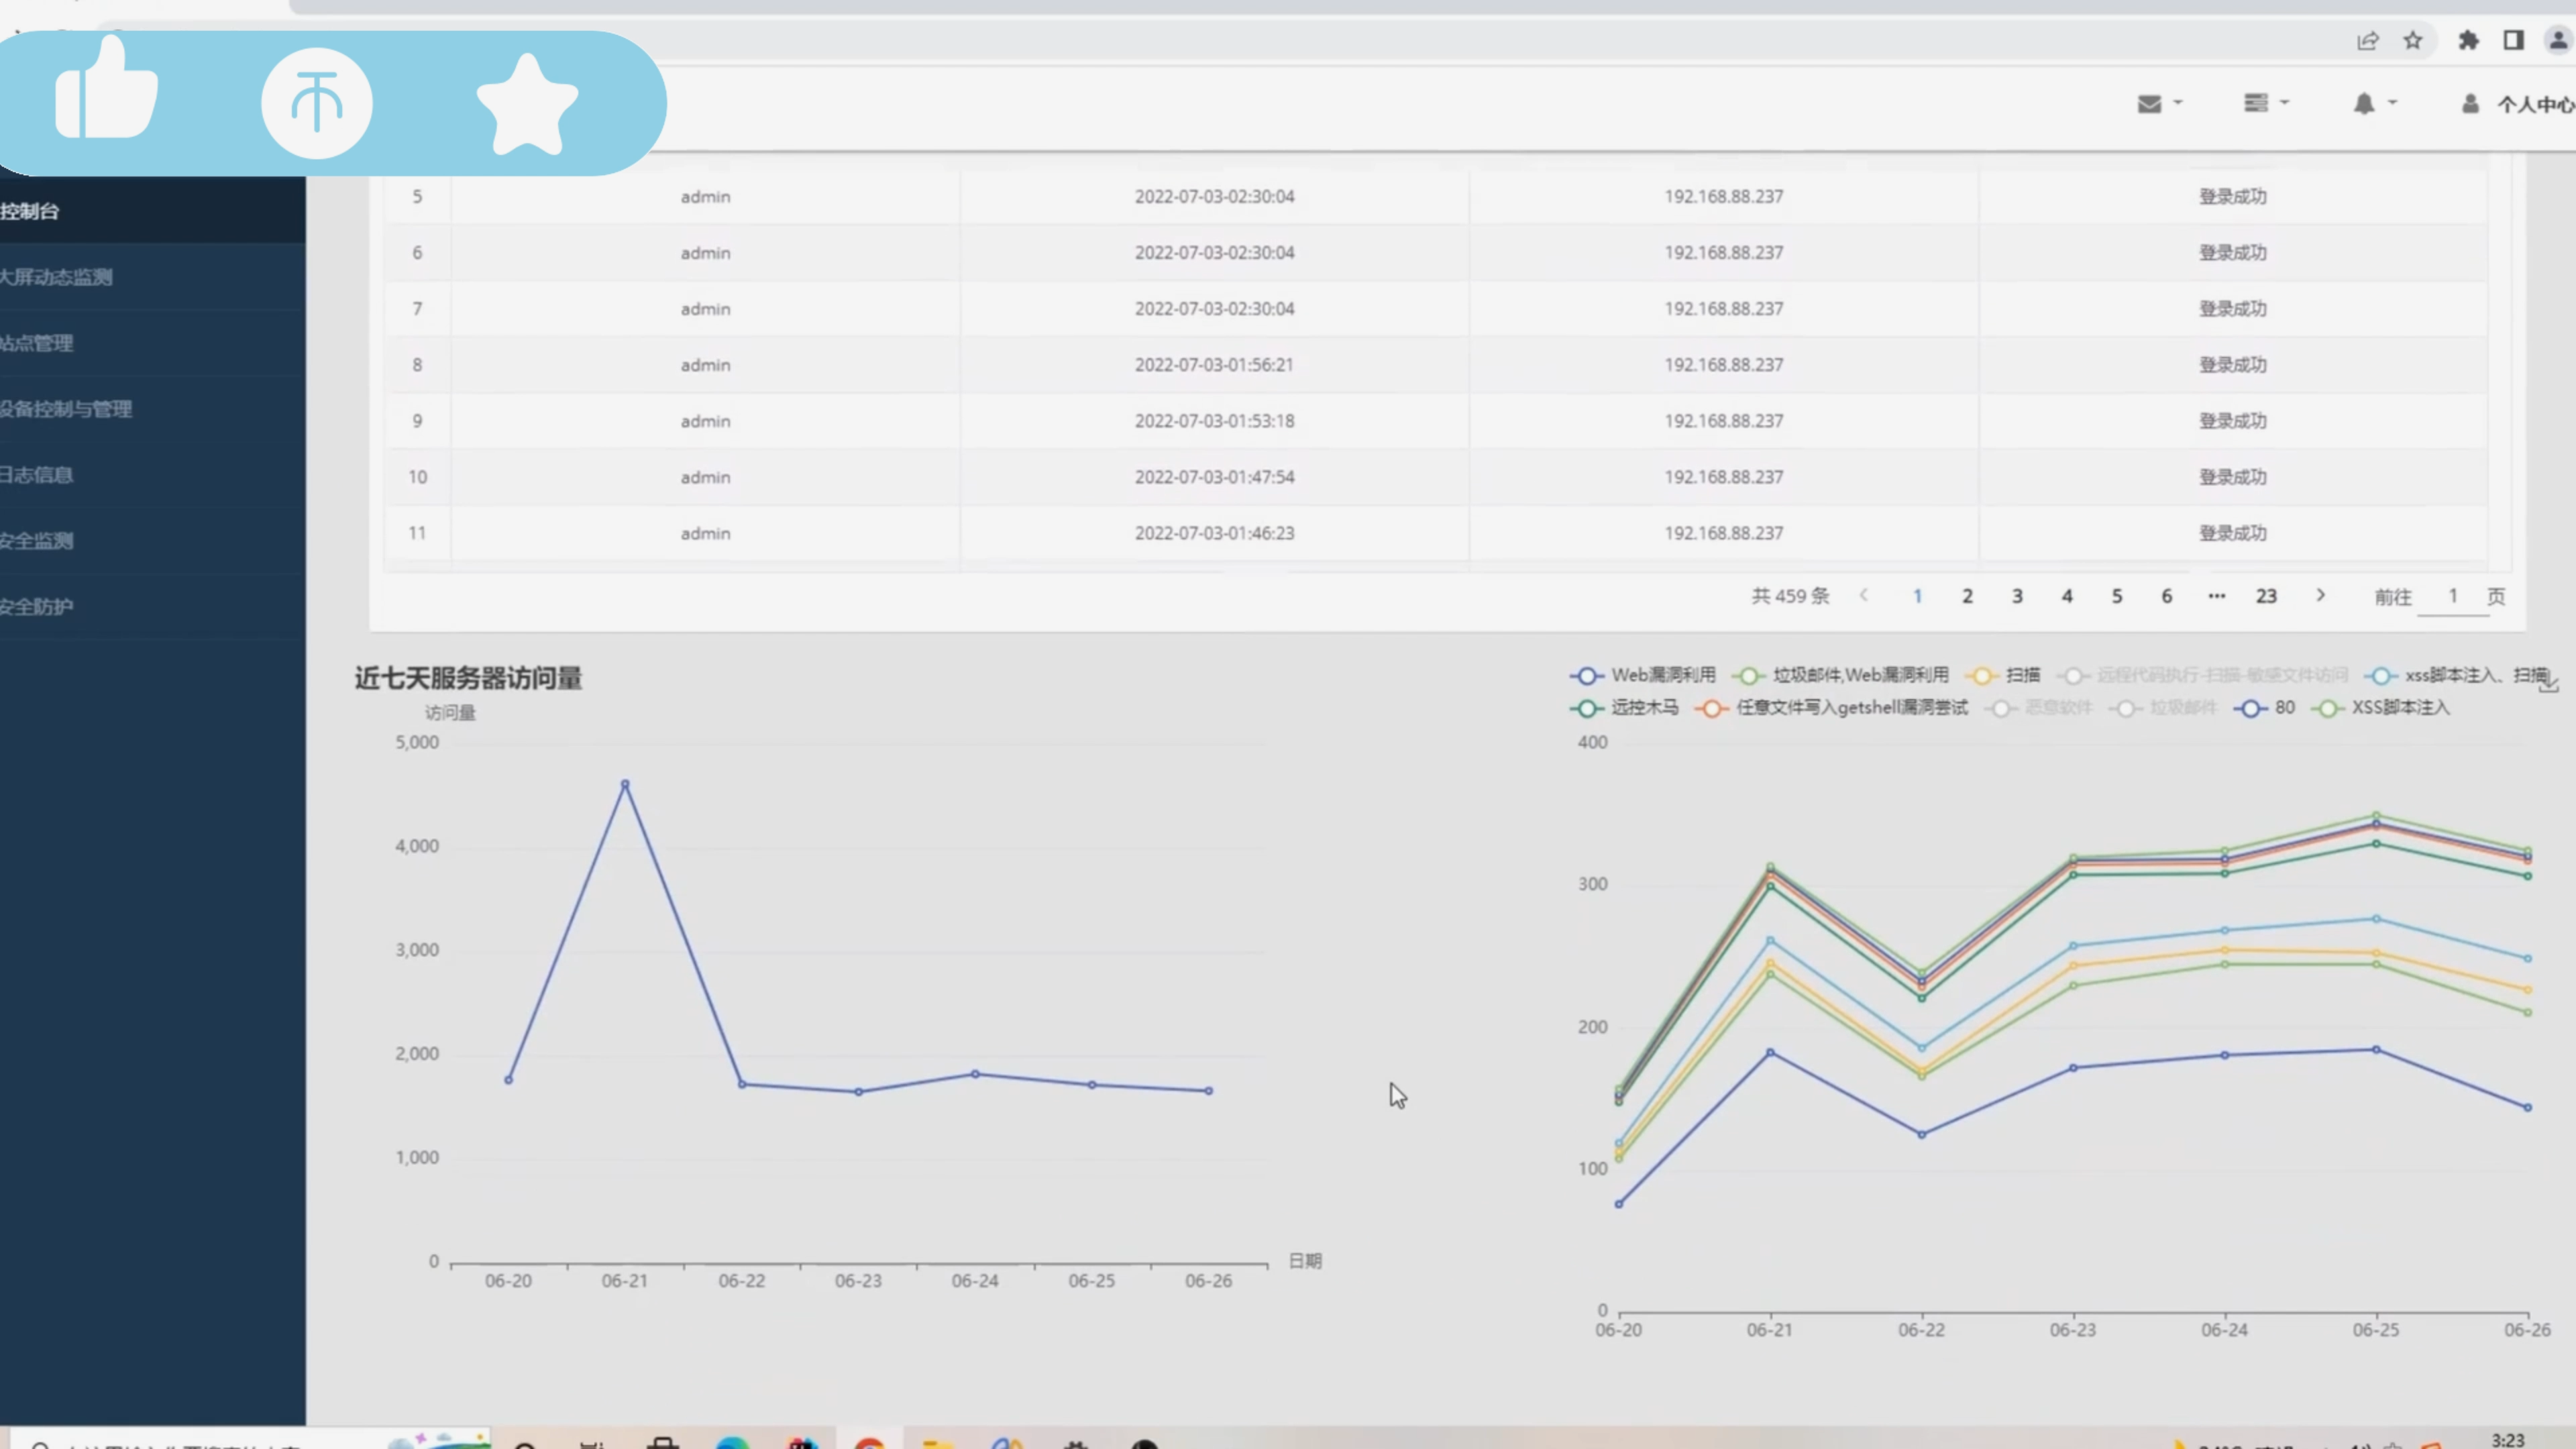 个人中心
控制台
大屏动态监测
站点管理
设备控制与管理
日志信息
安全监测
安全防护
5 admin 2022-07-03-02:30:04 192.168.88.237 登录成功
6 admin 2022-07-03-02:30:04 192.168.88.237 登录成功
7 admin 2022-07-03-02:30:04 192.168.88.237 登录成功
8 admin 2022-07-03-01:56:21 192.168.88.237 登录成功
9 admin 2022-07-03-01:53:18 192.168.88.237 登录成功
10 admin 2022-07-03-01:47:54 192.168.88.237 登录成功
11 admin 2022-07-03-01:46:23 192.168.88.237 登录成功
共 459 条 1 2 3 4 5 6 ··· 23 前往 1 页
近七天服务器访问量
访问量
5,000
4,000
3,000
2,000
1,000
0
06-20 06-21 06-22 06-23 06-24 06-25 06-26 日期
Web漏洞利用 垃圾邮件,Web漏洞利用 扫描 远程代码执行-扫描-敏感文件访问 xss脚本注入、扫描
远控木马 任意文件写入getshell漏洞尝试 恶意软件 垃圾邮件 80 XSS脚本注入
400
300
200
100
0
06-20 06-21 06-22 06-23 06-24 06-25 06-26
3:23